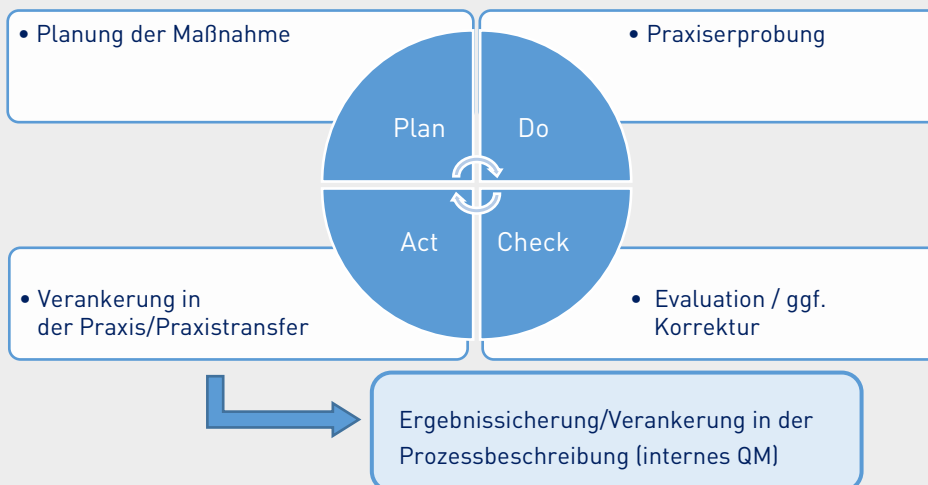 • Planung der Maßnahme
• Praxiserprobung
Plan
Do
Act
Check
• Verankerung in
der Praxis/Praxistransfer
• Evaluation / ggf.
Korrektur
Ergebnissicherung/Verankerung in der
Prozessbeschreibung (internes QM)